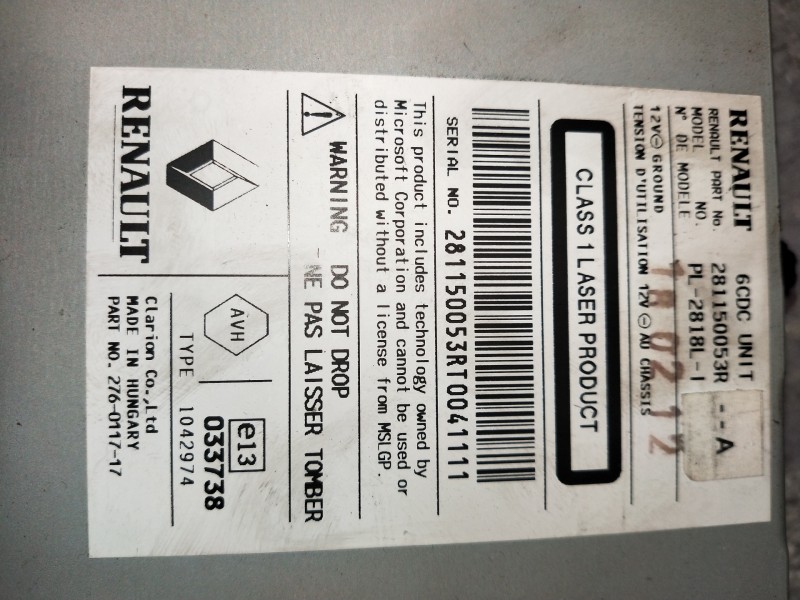 RENAULT 6CDC UNIT
RENAULT PART No. 281150053R --A
MODEL NO. PL-2818L-I
N° DE MODELE
12V⊖ GROUND
TENSION D'UTILISATION 12V⊖ AU CHASSIS
180212
CLASS 1 LASER PRODUCT
SERIAL NO. 281150053RT0041111
This product includes technology owned by
Microsoft Corporation and cannot be used or
distributed without a license from MSLGP.
WARNING DO NOT DROP
- NE PAS LAISSER TOMBER
RENAULT
AVH
e13
033738
TYPE 1042974
Clarion Co.,Ltd
MADE IN HUNGARY
PART NO. 276-0117-17